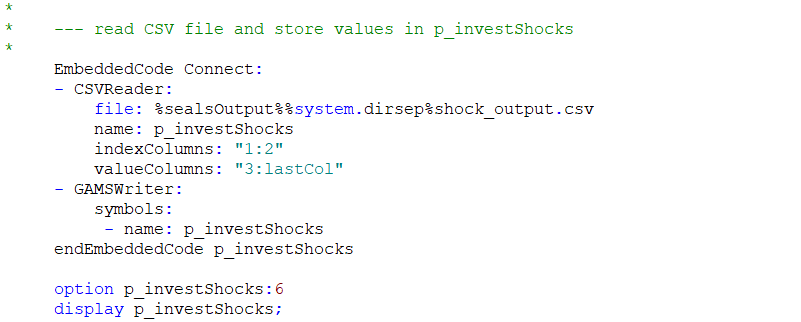 *
*    --- read CSV file and store values in p_investShocks
*
     EmbeddedCode Connect:
     - CSVReader:
         file: %sealsOutput%%system.dirsep%shock_output.csv
         name: p_investShocks
         indexColumns: "1:2"
         valueColumns: "3:lastCol"
     - GAMSWriter:
         symbols:
          - name: p_investShocks
     endEmbeddedCode p_investShocks

     option p_investShocks:6
     display p_investShocks;